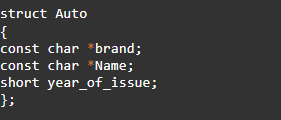 struct Auto
{
const char *brand;
const char *Name;
short year_of_issue;
};